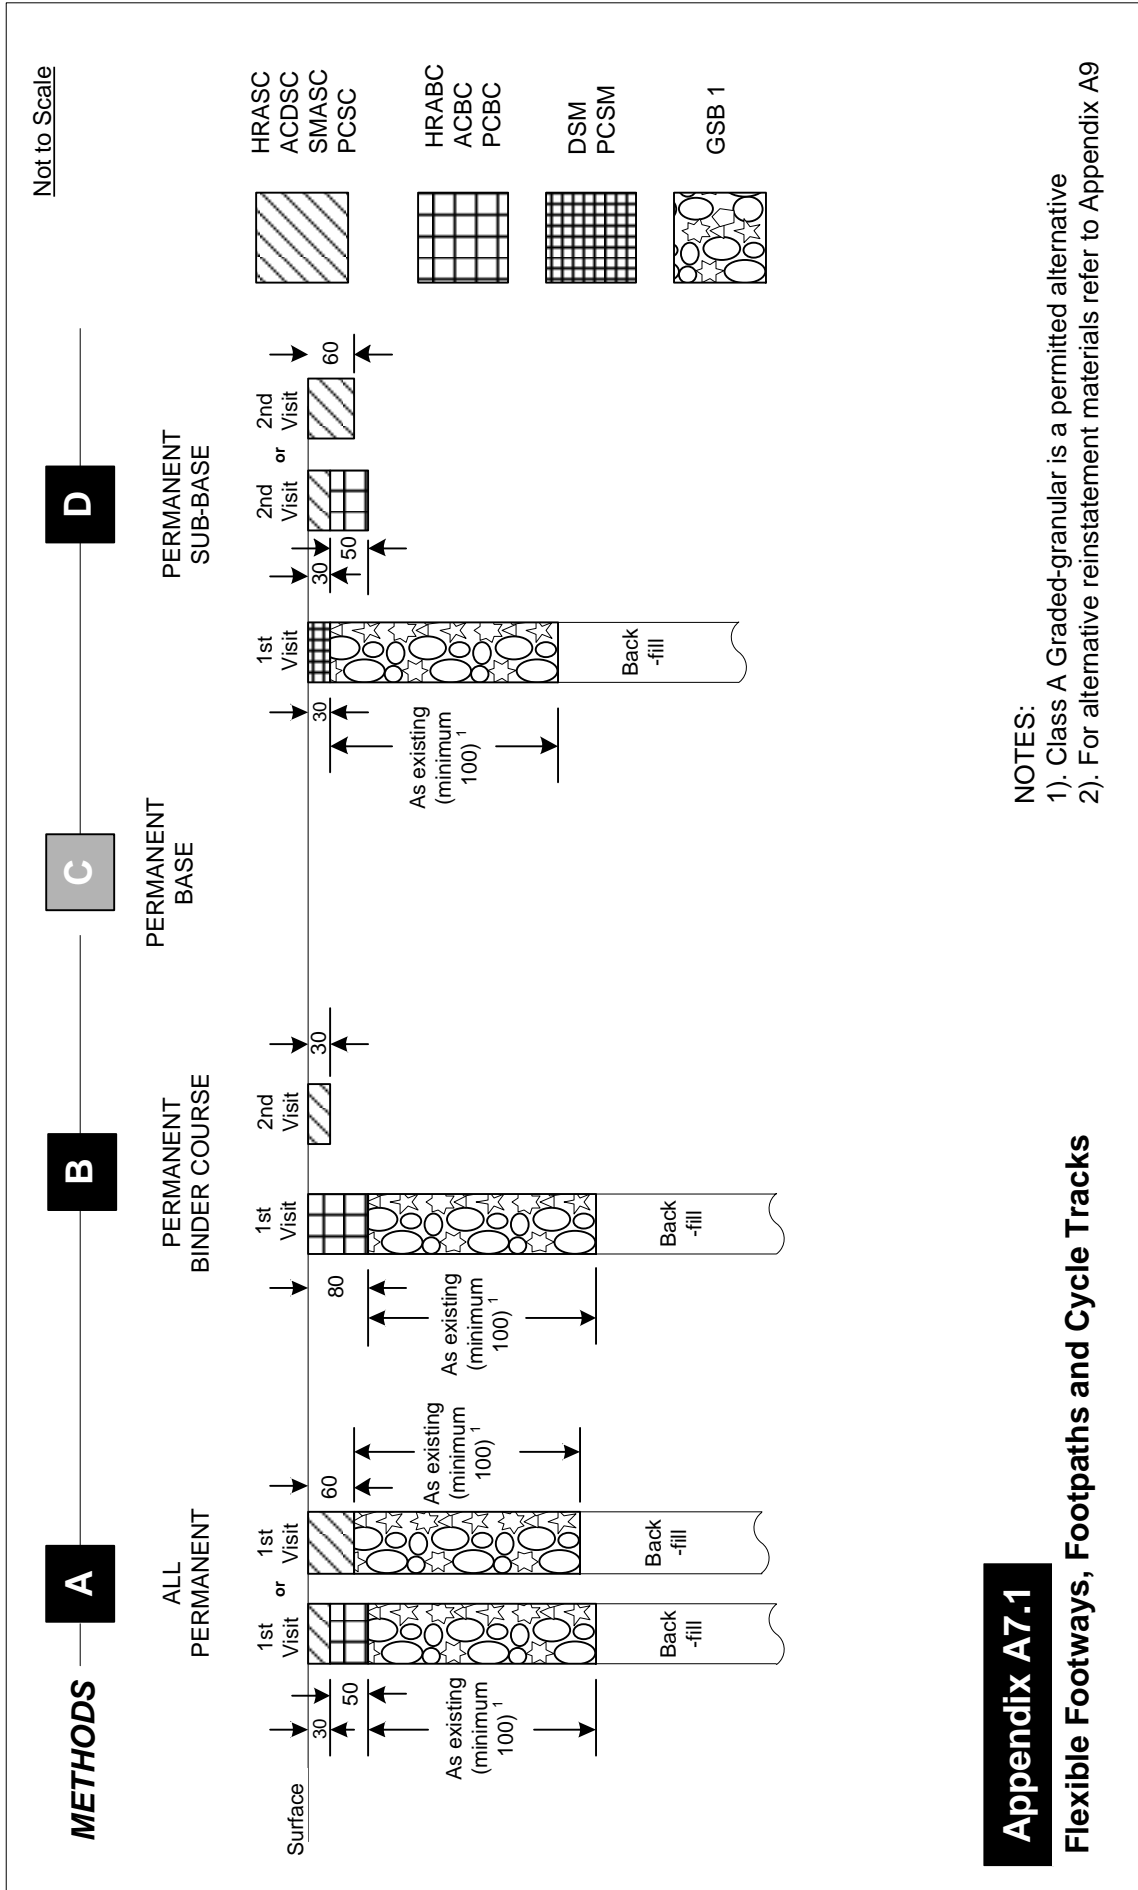 Not to Scale
METHODS
A
B
C
D
ALL
PERMANENT
PERMANENT
BINDER COURSE
PERMANENT
BASE
PERMANENT
SUB-BASE
Surface
1st
Visit
or
1st
Visit
30
50
60
As existing
(minimum
100) 1
As existing
(minimum
100) 1
Back
-fill
Back
-fill
1st
Visit
2nd
Visit
80
30
As existing
(minimum
100) 1
Back
-fill
1st
Visit
2nd
Visit
or
2nd
Visit
30
30
50
60
As existing
(minimum
100) 1
Back
-fill
HRASC
ACDSC
SMASC
PCSC
HRABC
ACBC
PCBC
DSM
PCSM
GSB 1
NOTES:
1). Class A Graded-granular is a permitted alternative
2). For alternative reinstatement materials refer to Appendix A9
Appendix A7.1
Flexible Footways, Footpaths and Cycle Tracks